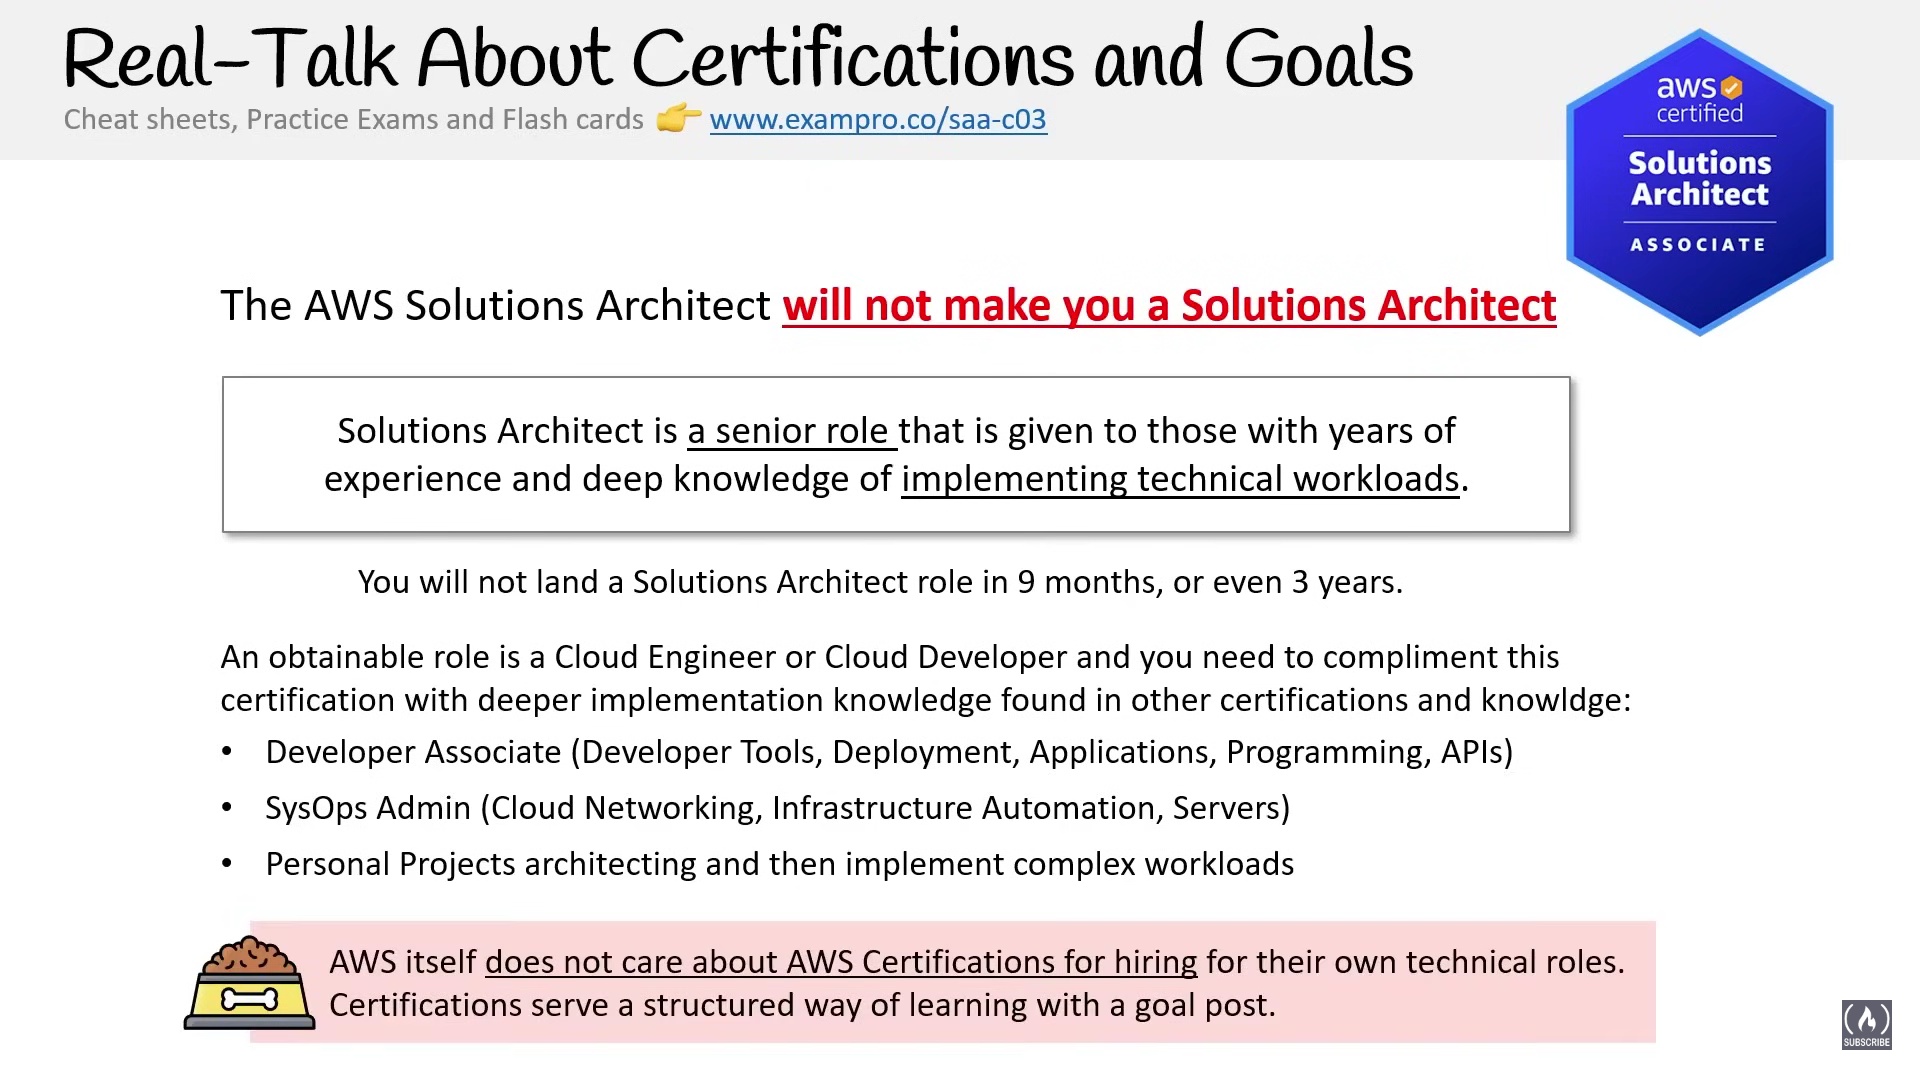 Real-Talk About Certifications and Goals
Cheat sheets, Practice Exams and Flash cards 👉 www.exampro.co/saa-c03
aws
certified
Solutions
Architect
ASSOCIATE
The AWS Solutions Architect will not make you a Solutions Architect
Solutions Architect is a senior role that is given to those with years of
experience and deep knowledge of implementing technical workloads.
You will not land a Solutions Architect role in 9 months, or even 3 years.
An obtainable role is a Cloud Engineer or Cloud Developer and you need to compliment this
certification with deeper implementation knowledge found in other certifications and knowldge:
• Developer Associate (Developer Tools, Deployment, Applications, Programming, APIs)
• SysOps Admin (Cloud Networking, Infrastructure Automation, Servers)
• Personal Projects architecting and then implement complex workloads
AWS itself does not care about AWS Certifications for hiring for their own technical roles.
Certifications serve a structured way of learning with a goal post.
SUBSCRIBE